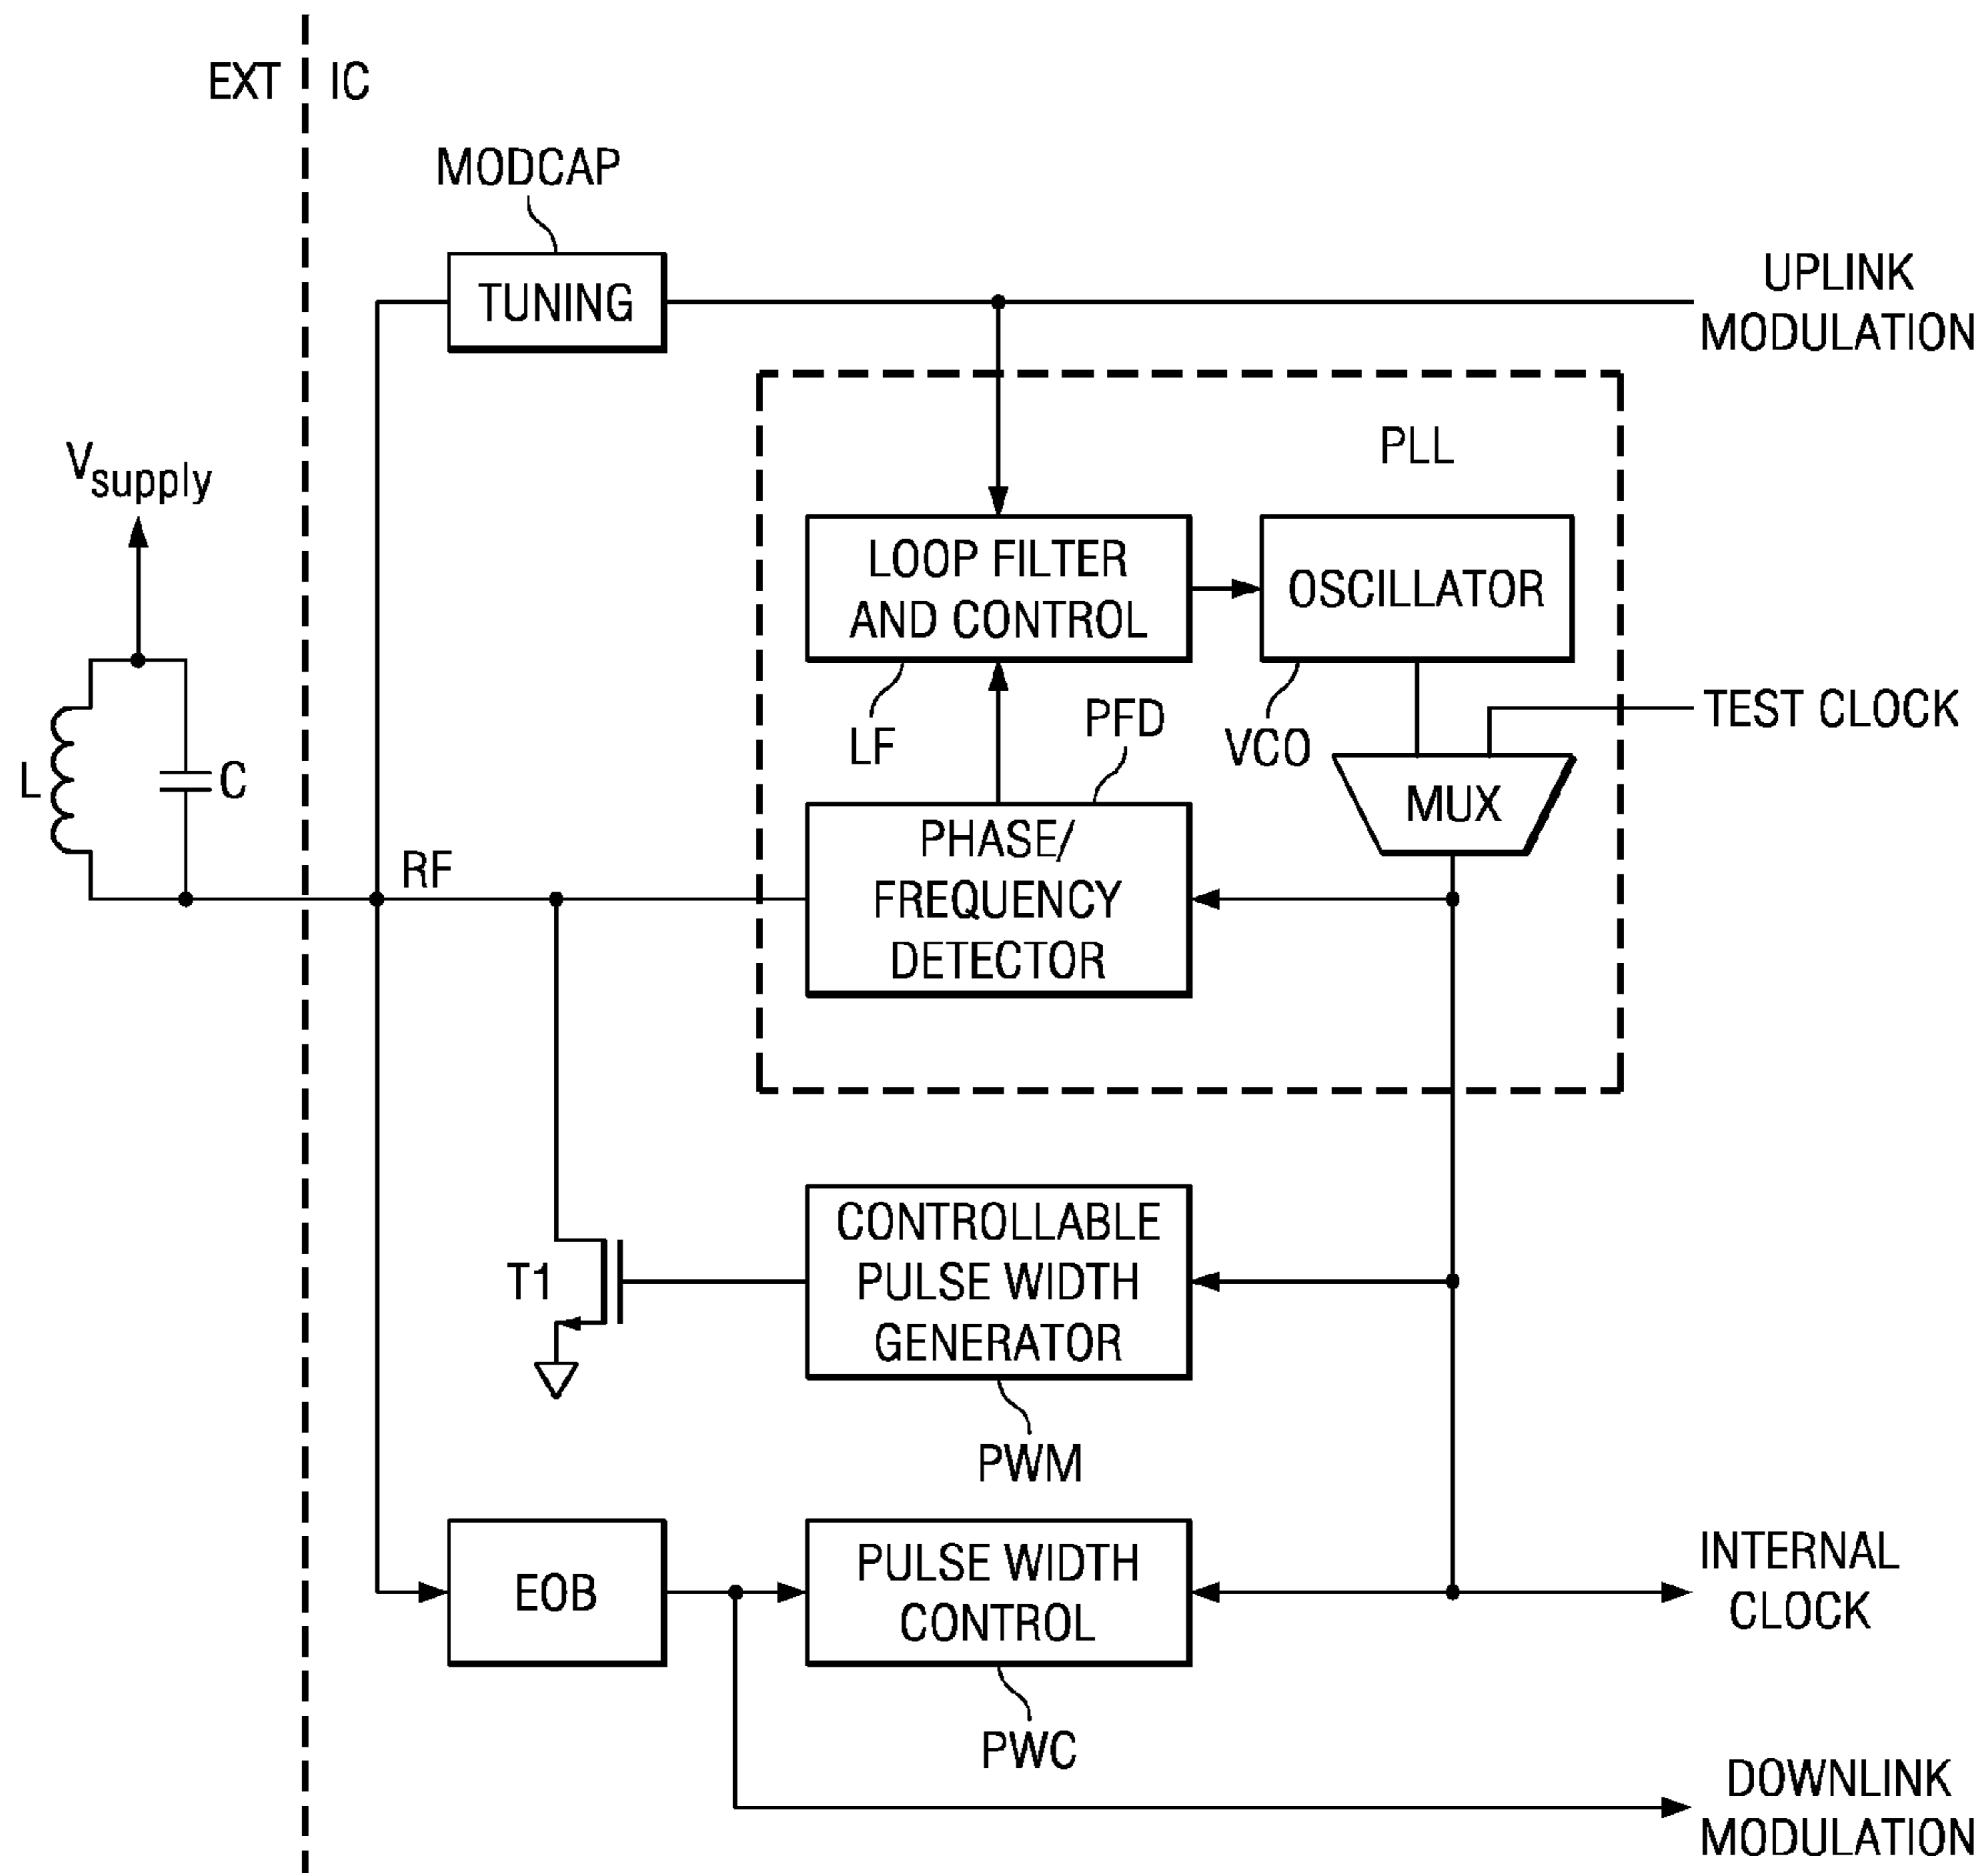 EXT IC
MODCAP
TUNING
UPLINK
MODULATION
PLL
Vsupply
LOOP FILTER
AND CONTROL
OSCILLATOR
LF
PFD
VCO
TEST CLOCK
L
C
MUX
RF
PHASE/
FREQUENCY
DETECTOR
T1
CONTROLLABLE
PULSE WIDTH
GENERATOR
PWM
EOB
PULSE WIDTH
CONTROL
INTERNAL
CLOCK
PWC
DOWNLINK
MODULATION